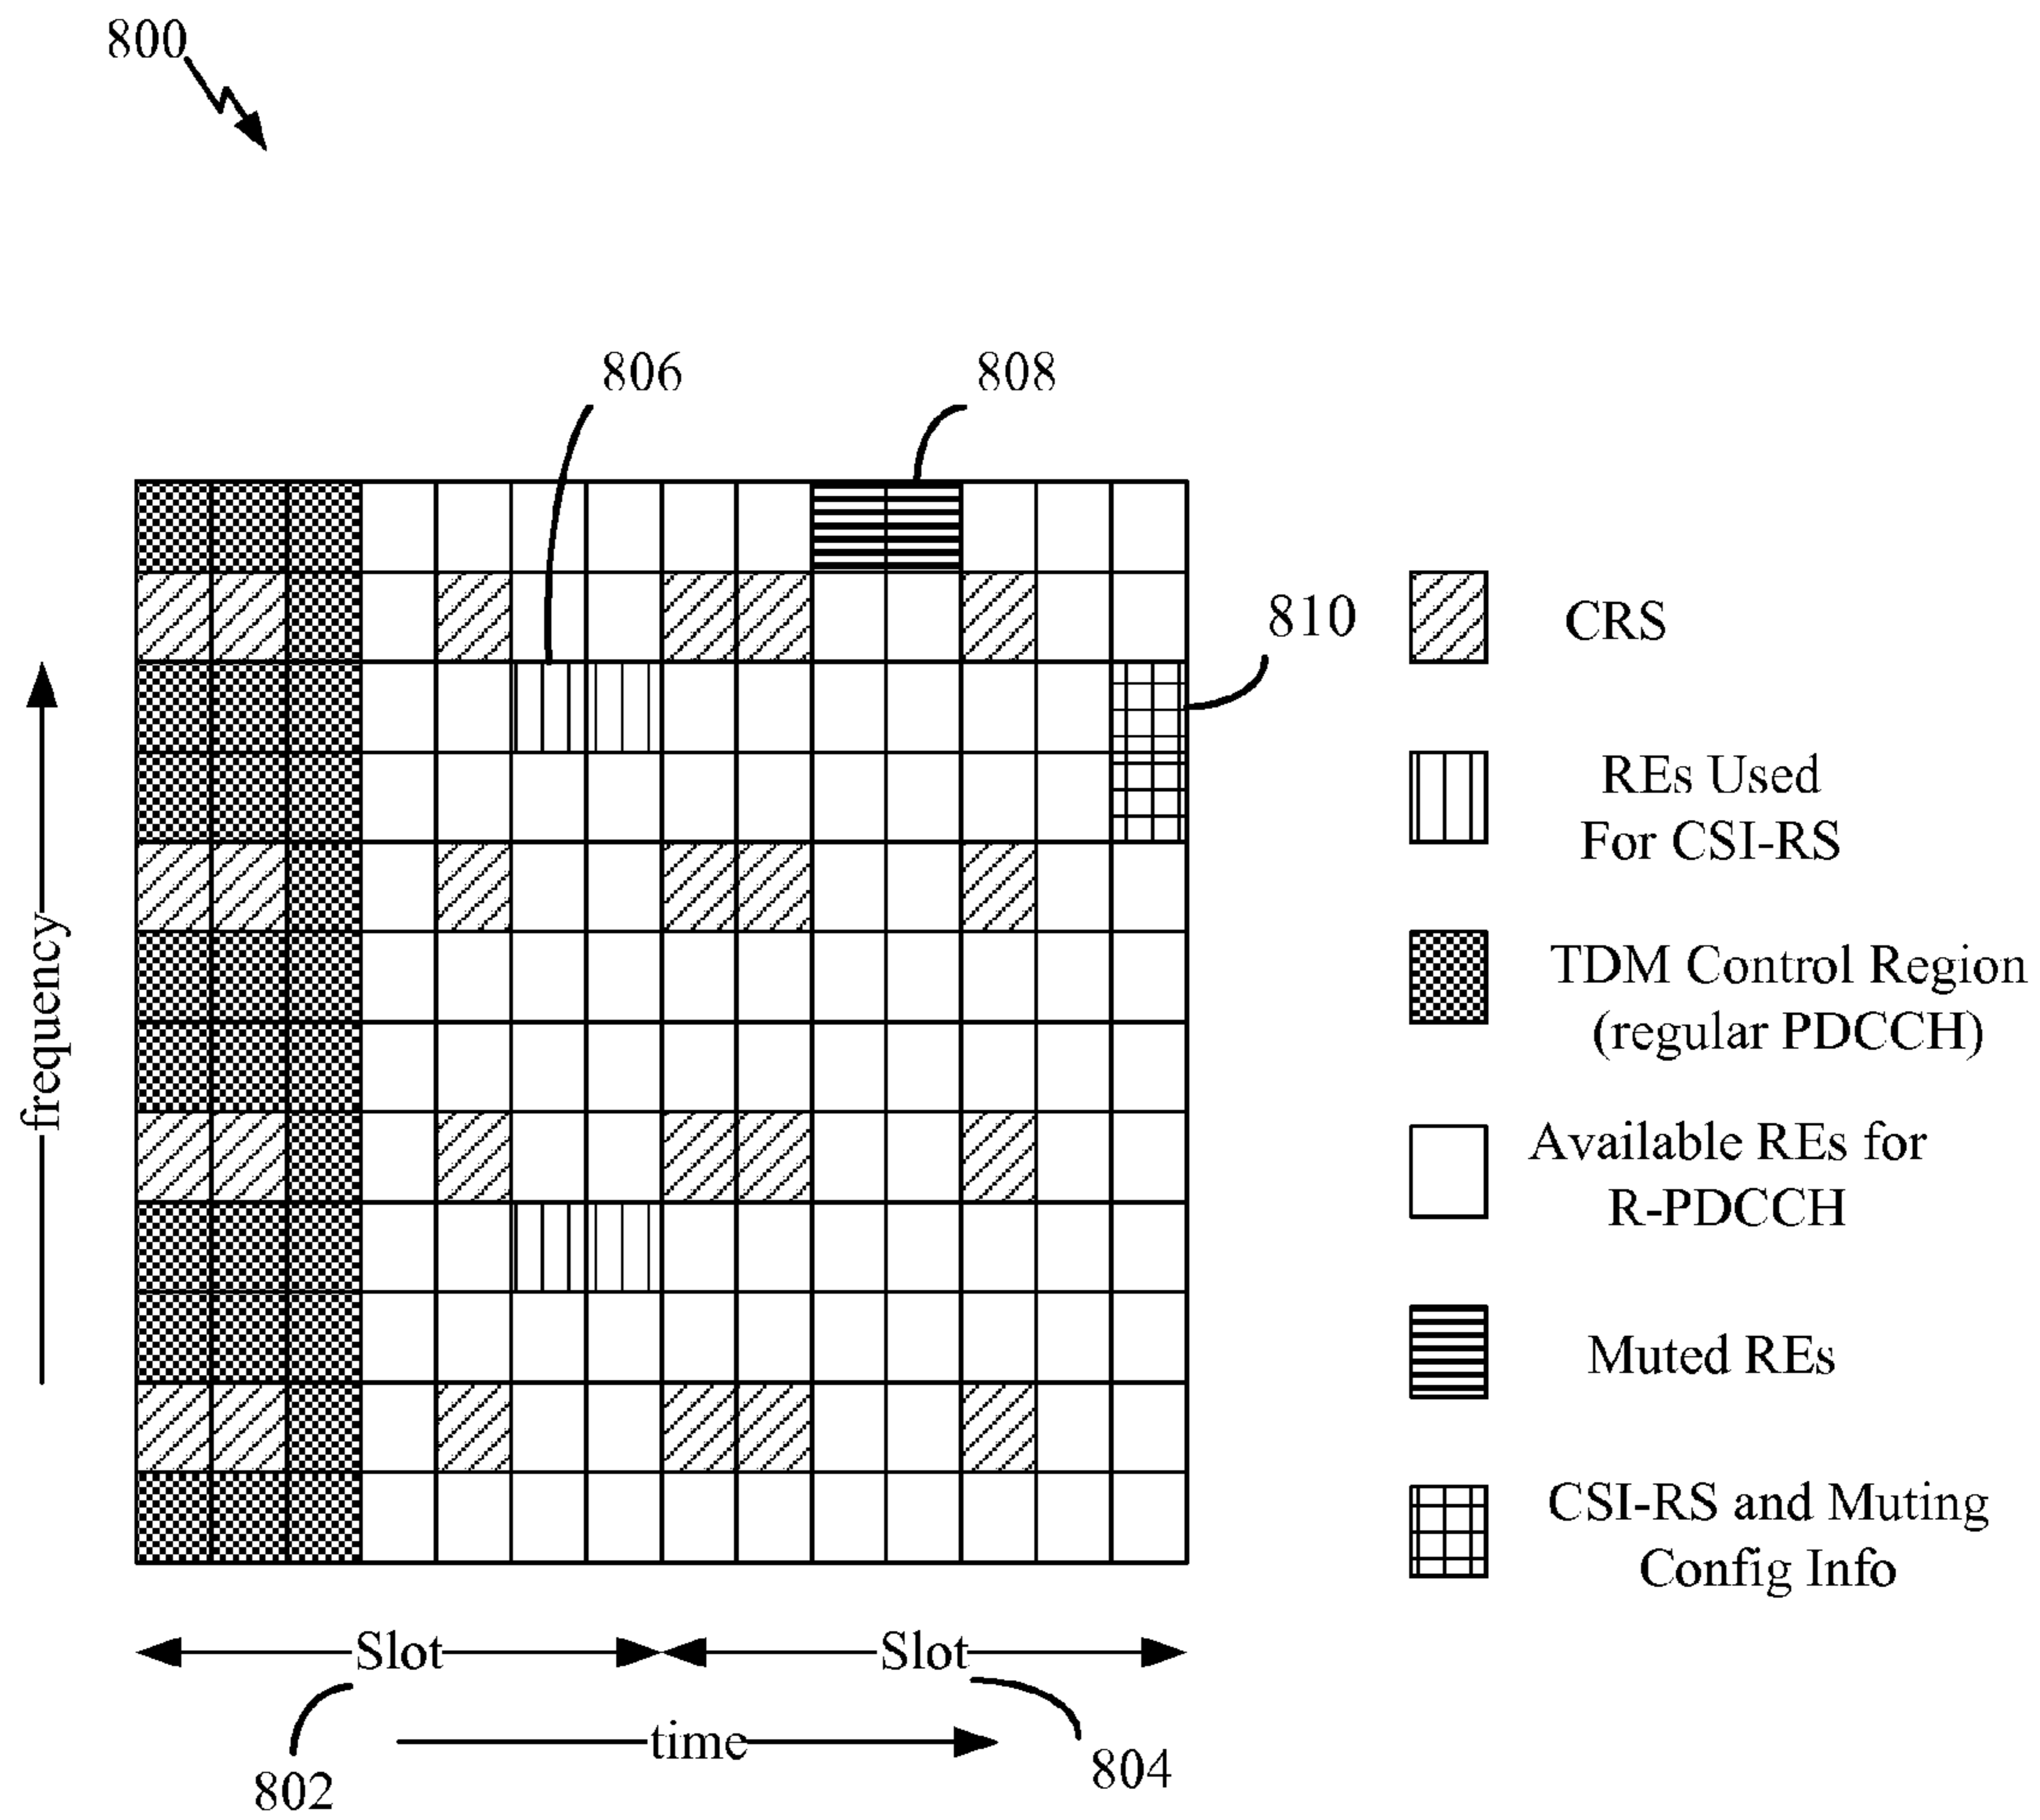 800
806
808
810
CRS
REs Used
For CSI-RS
TDM Control Region
(regular PDCCH)
Available REs for
R-PDCCH
Muted REs
CSI-RS and Muting
Config Info
frequency
Slot
Slot
802
time
804